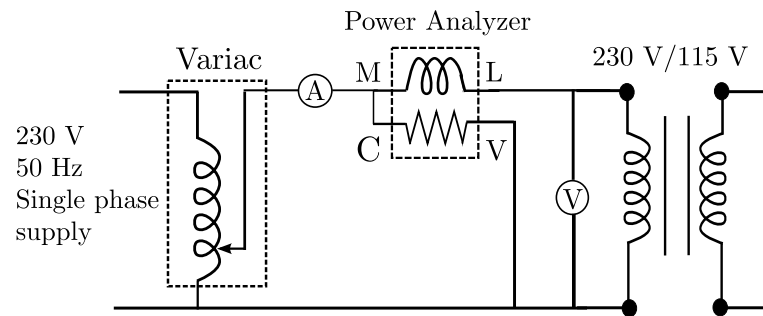 Power Analyzer
Variac
230 V/115 V
M
L
A
230 V
50 Hz
Single phase
supply
C
V
V